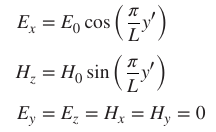 E_x = E_0 cos (π/L y′)
H_z = H_0 sin (π/L y′)
E_y = E_z = H_x = H_y = 0